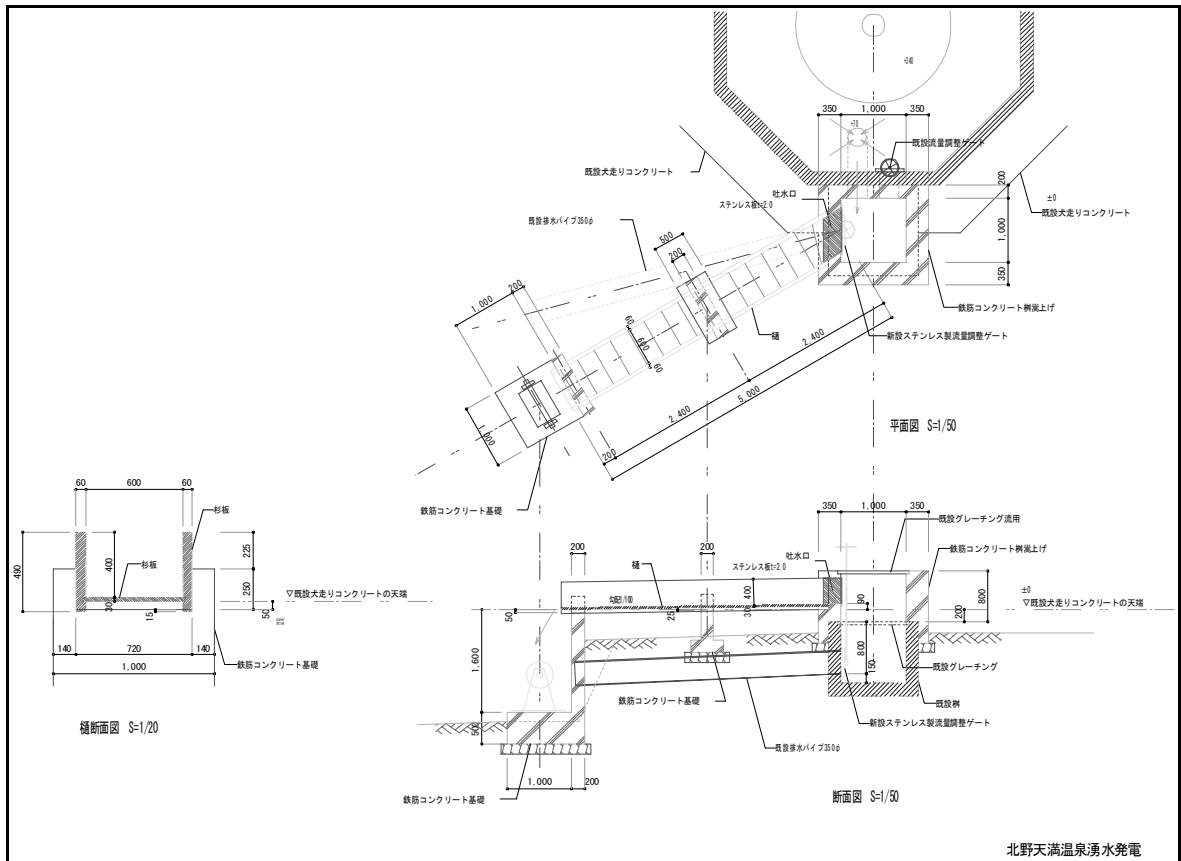 +340
350 1,000 350
+70
既設流量調整ゲート
既設犬走りコンクリート
吐水口
ステンレス板t=2.0
200
±0
既設犬走りコンクリート
既設排水パイプ350φ
500
200
1,000
350
1,000
200
鉄筋コンクリート桝嵩上げ
60
600
60
樋
新設ステンレス製流量調整ゲート
2,400
5,000
2,400
200
1,000
平面図 S=1/50
鉄筋コンクリート基礎
60 600 60
杉板
490
400
杉板
225
250
30
15
50
▽既設犬走りコンクリートの天端
140 720 140
1,000
鉄筋コンクリート基礎
樋断面図 S=1/20
350 1,000 350
既設グレーチング流用
200
200
吐水口
鉄筋コンクリート桝嵩上げ
樋
ステンレス板t=2.0
勾配1/100
400
30
25
50
90
800
200
±0
▽既設犬走りコンクリートの天端
1,600
800
150
既設グレーチング
鉄筋コンクリート基礎
既設桝
500
新設ステンレス製流量調整ゲート
既設排水パイプ350φ
1,000 200
鉄筋コンクリート基礎
断面図 S=1/50
北野天満温泉湧水発電